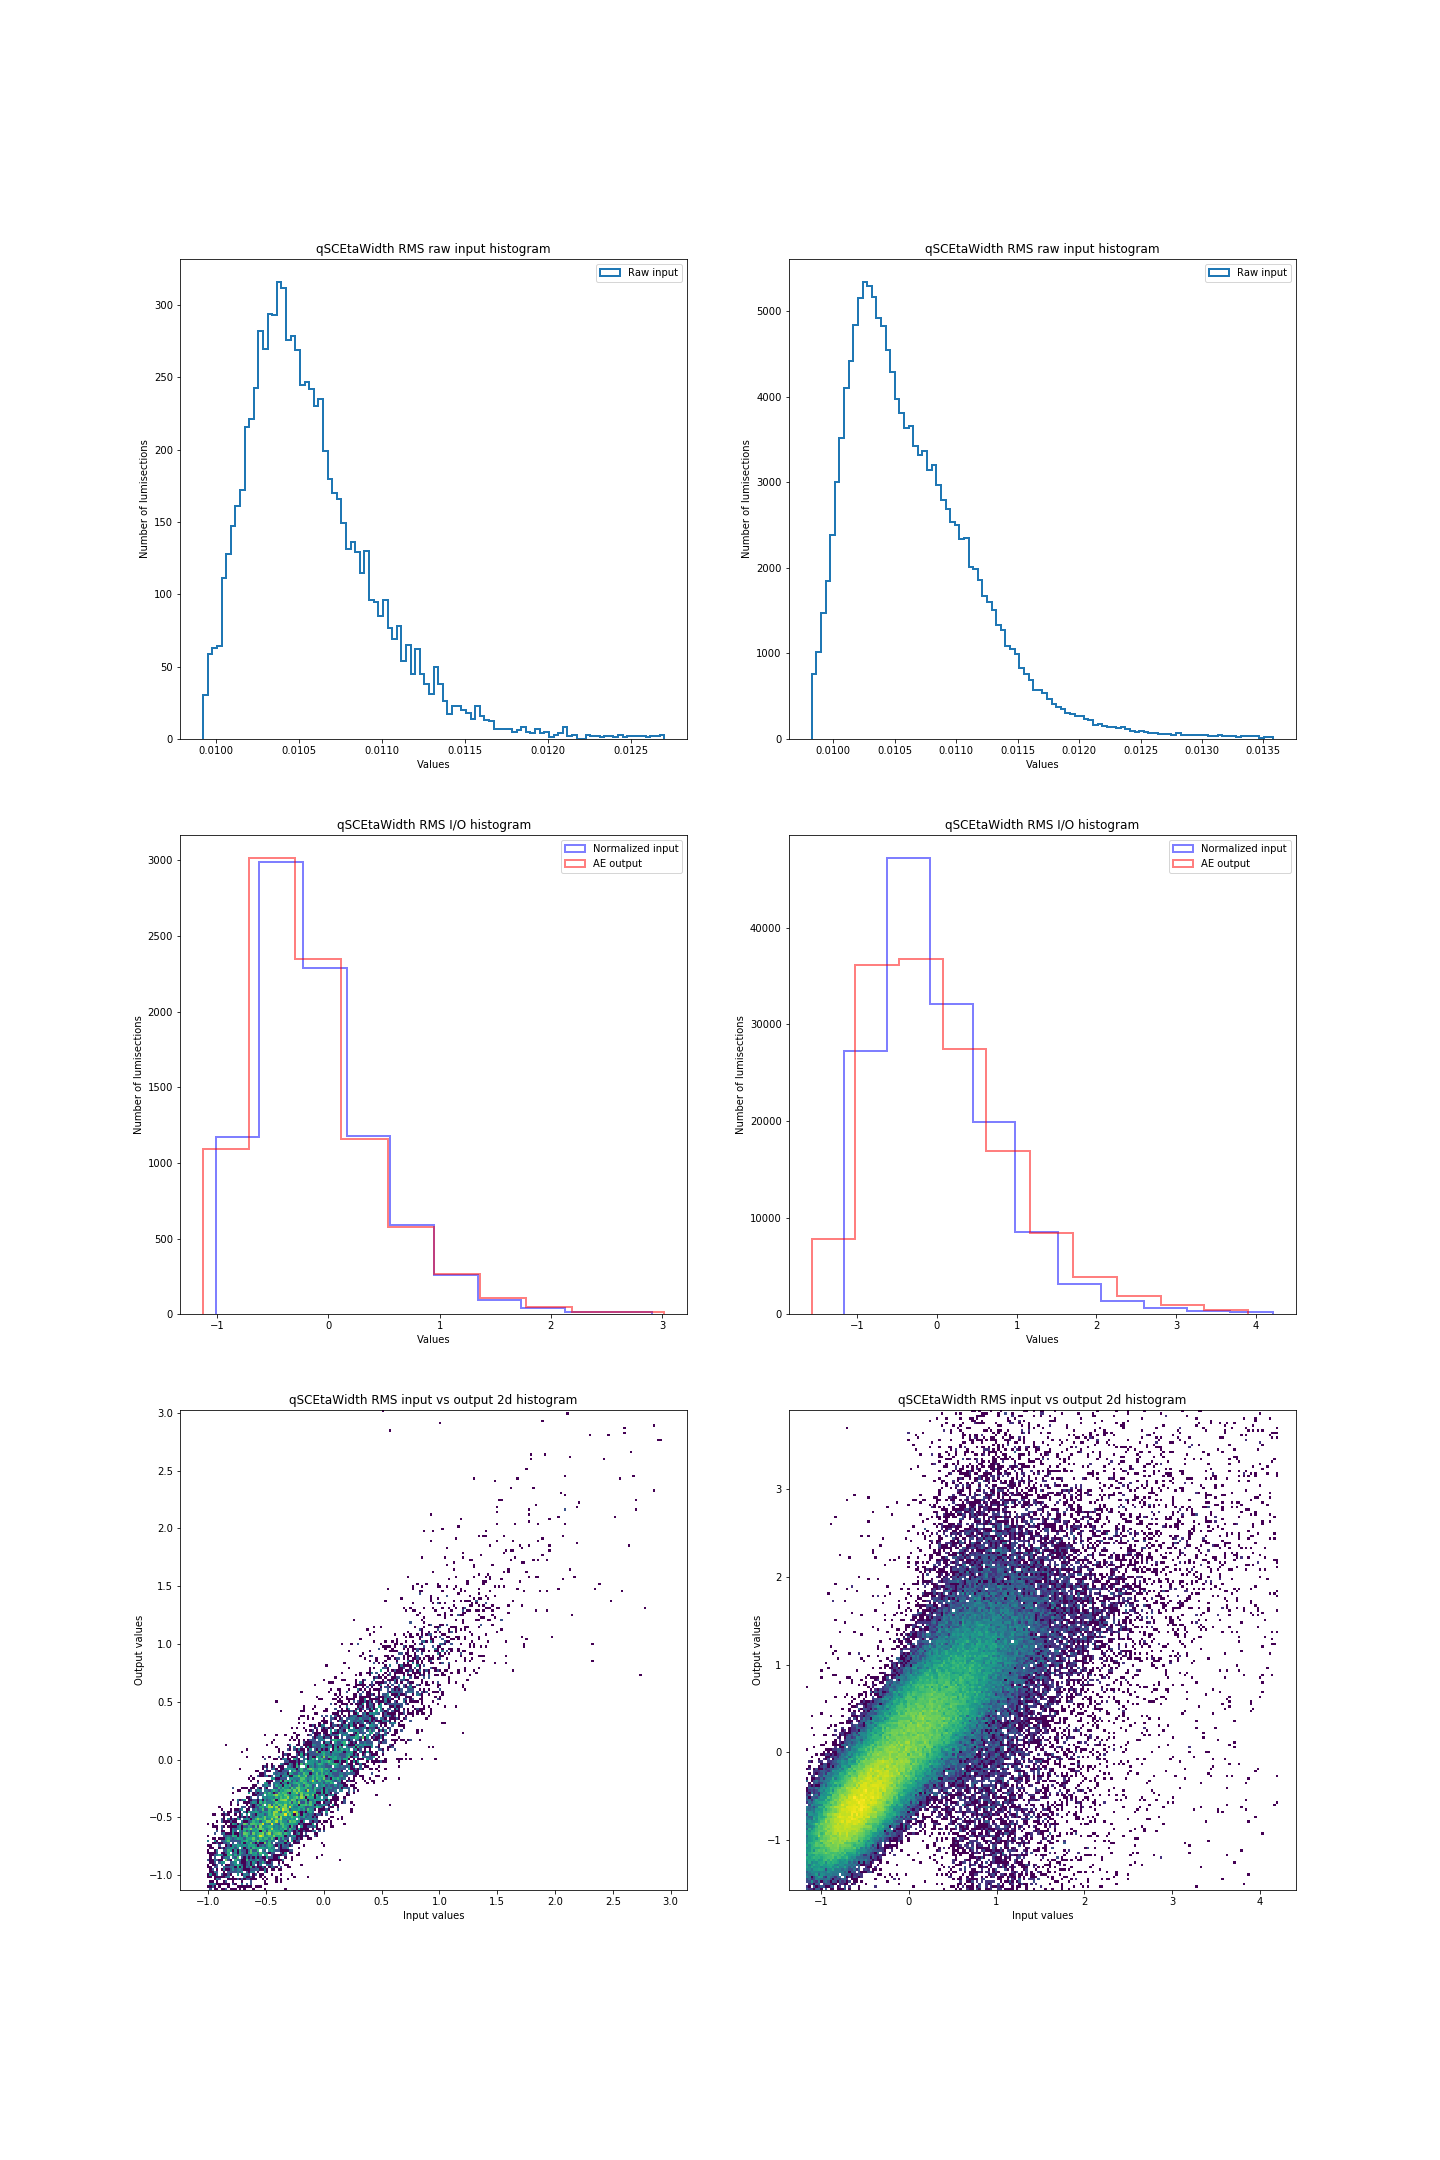 qSCEtaWidth RMS raw input histogram
Raw input
300
250
200
150
100
50
0
Number of lumisections
0.0100 0.0105 0.0110 0.0115 0.0120 0.0125
Values
qSCEtaWidth RMS raw input histogram
Raw input
5000
4000
3000
2000
1000
0
Number of lumisections
0.0100 0.0105 0.0110 0.0115 0.0120 0.0125 0.0130 0.0135
Values
qSCEtaWidth RMS I/O histogram
Normalized input
AE output
3000
2500
2000
1500
1000
500
0
Number of lumisections
−1 0 1 2 3
Values
qSCEtaWidth RMS I/O histogram
Normalized input
AE output
40000
30000
20000
10000
0
Number of lumisections
−1 0 1 2 3 4
Values
qSCEtaWidth RMS input vs output 2d histogram
3.0
2.5
2.0
1.5
1.0
0.5
0.0
−0.5
−1.0
Output values
−1.0 −0.5 0.0 0.5 1.0 1.5 2.0 2.5 3.0
Input values
qSCEtaWidth RMS input vs output 2d histogram
3
2
1
0
−1
Output values
−1 0 1 2 3 4
Input values